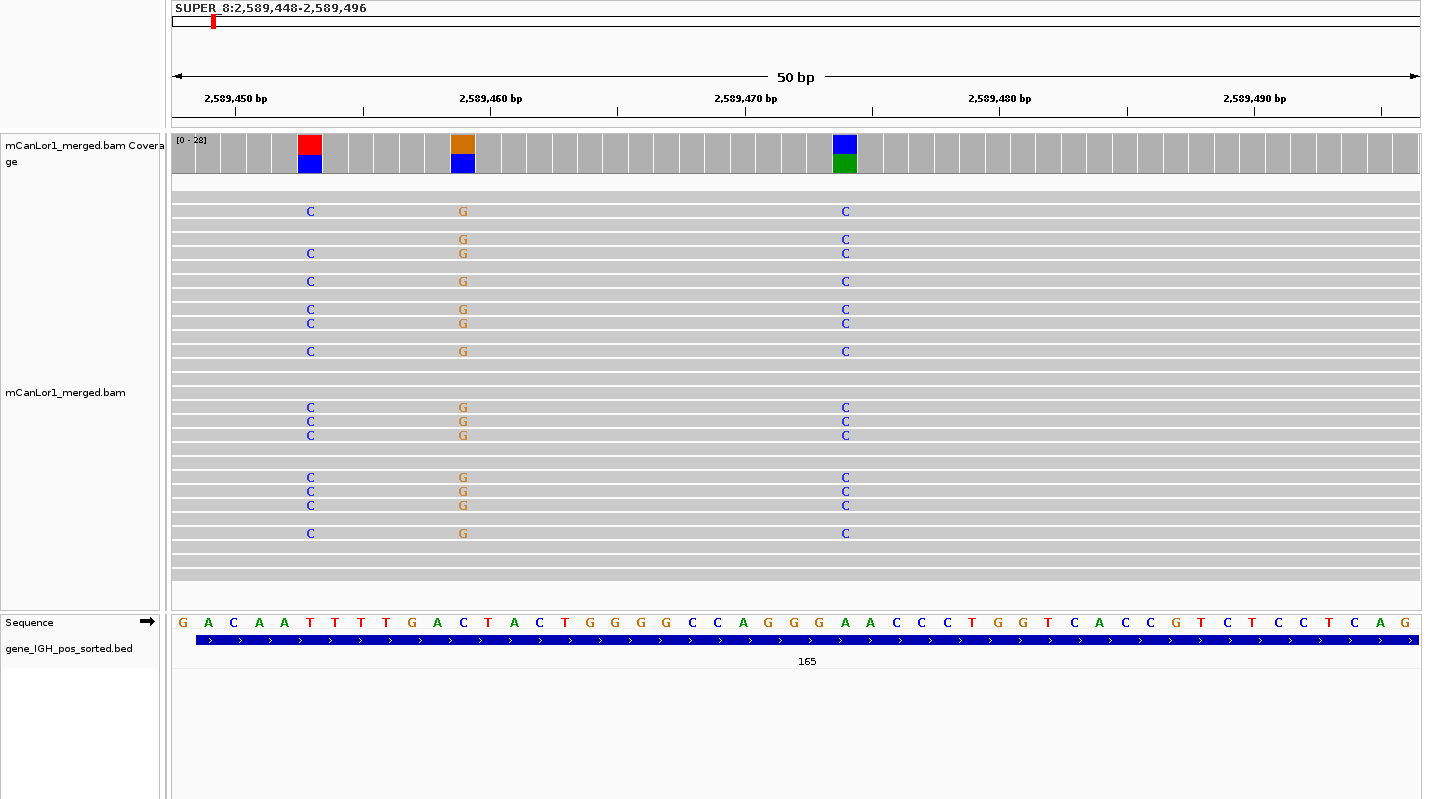 SUPER_8:2,589,448-2,589,496
50 bp
2,589,450 bp 2,589,460 bp 2,589,470 bp 2,589,480 bp 2,589,490 bp
mCanLor1_merged.bam Covera
ge
[0 - 28]
C G C
G C
C G C
C G C
C G C
C G C
C G C
mCanLor1_merged.bam
C G C
C G C
C G C
C G C
C G C
C G C
C G C
Sequence
G A C A A T T T T G A C T A C T G G G G C C A G G G A A C C C T G G T C A C C G T C T C C T C A G
gene_IGH_pos_sorted.bed
165